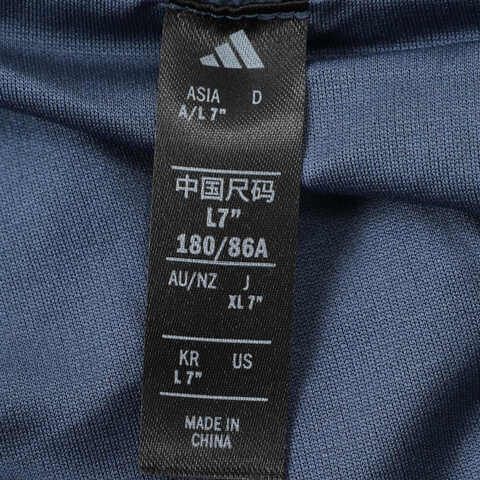 ASIA D
A/L 7"
中国尺码
L7"
180/86A
AU/NZ J
XL 7"
KR US
L 7"
MADE IN
CHINA